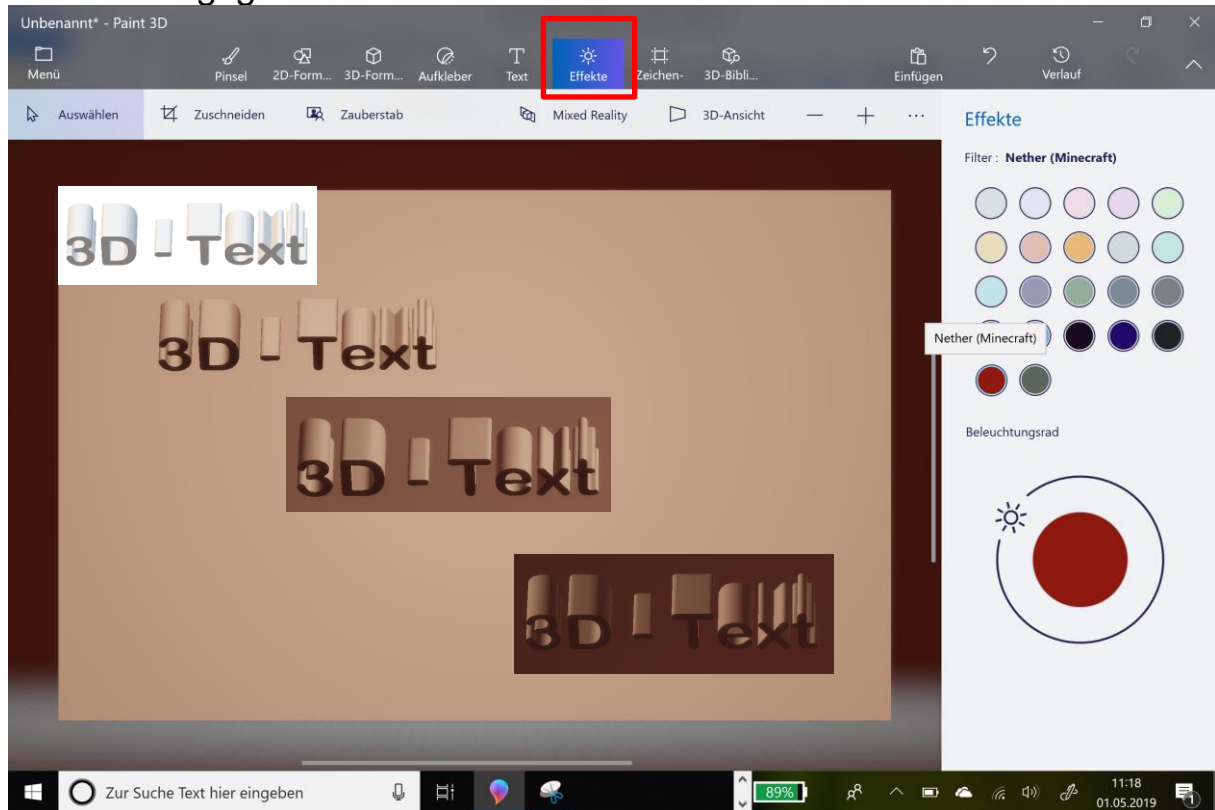 Unbenannt* - Paint 3D
Menü
Pinsel
2D-Form...
3D-Form...
Aufkleber
Text
Effekte
Zeichen-
3D-Bibli...
Einfügen
Verlauf
Auswählen
Zuschneiden
Zauberstab
Mixed Reality
3D-Ansicht
Effekte
Filter : Nether (Minecraft)
3D - Text
3D - Text
Nether (Minecraft)
3D - Text
Beleuchtungsrad
3D - Text
Zur Suche Text hier eingeben
89%
11:18
01.05.2019
1